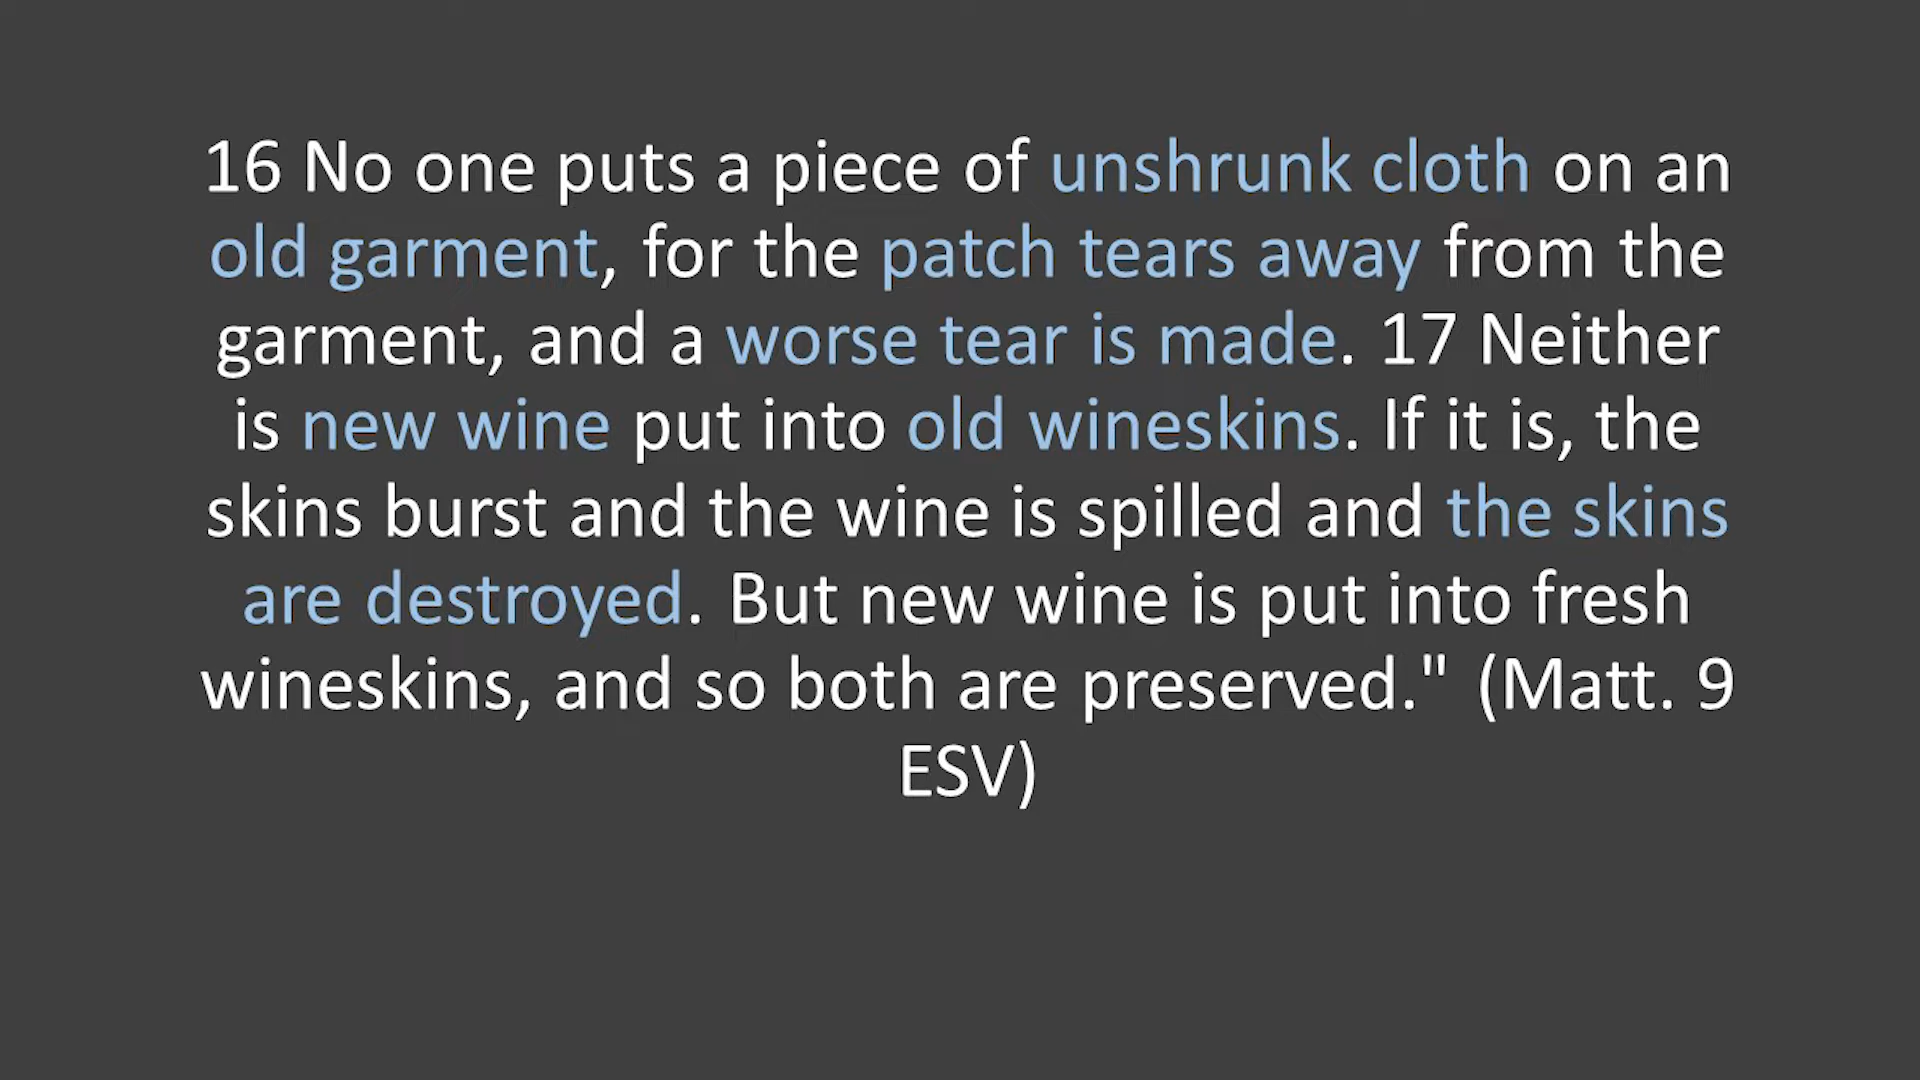 16 No one puts a piece of unshrunk cloth on an
old garment, for the patch tears away from the
garment, and a worse tear is made. 17 Neither
is new wine put into old wineskins. If it is, the
skins burst and the wine is spilled and the skins
are destroyed. But new wine is put into fresh
wineskins, and so both are preserved." (Matt. 9
ESV)